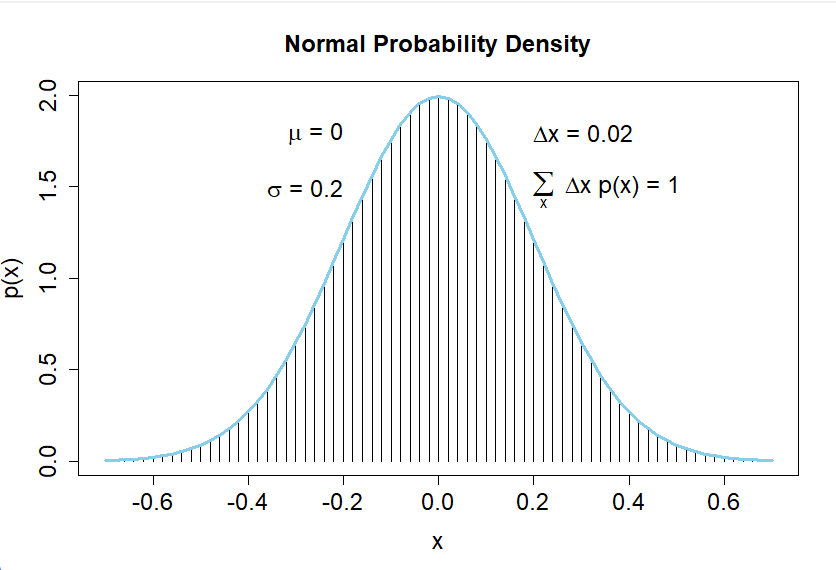 Normal Probability Density
μ = 0
Δx = 0.02
σ = 0.2
∑ Δx p(x) = 1
x
p(x)
2.0
1.5
1.0
0.5
0.0
-0.6 -0.4 -0.2 0.0 0.2 0.4 0.6
x